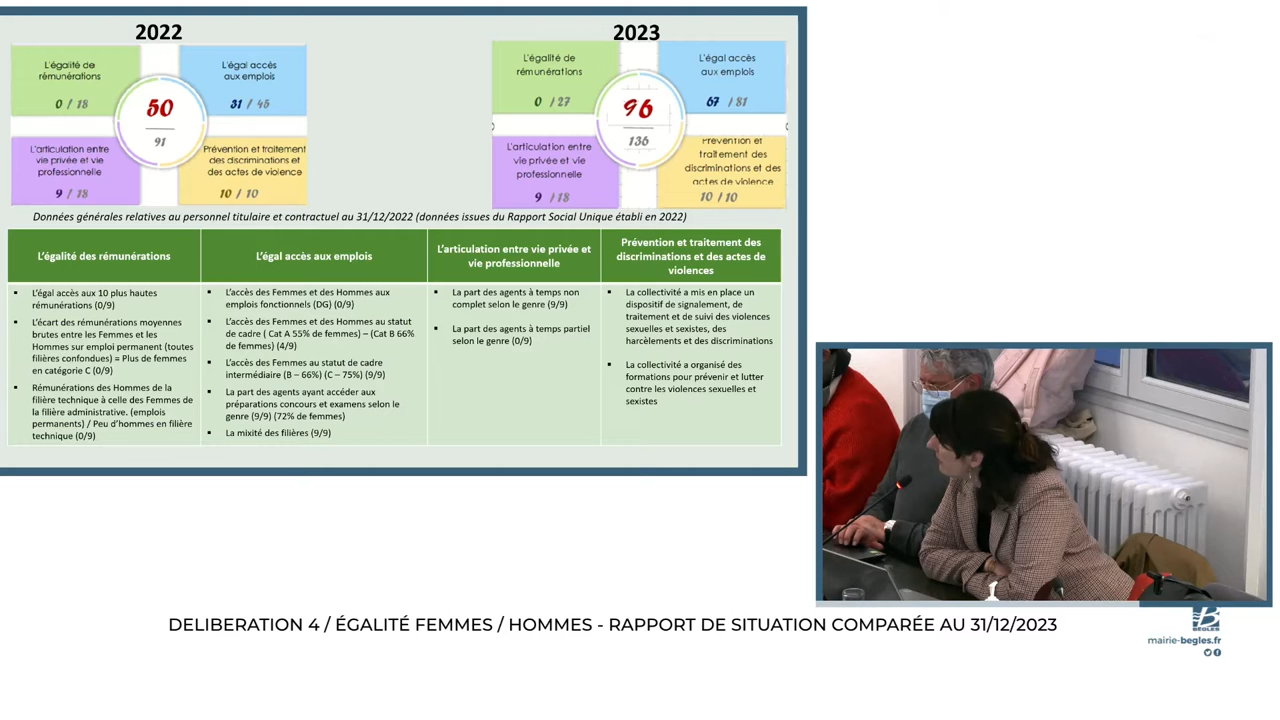 2022
2023
L'égalité de
rémunérations
0 / 18
L'égal accès
aux emplois
31 / 45
50
91
L'articulation entre
vie privée et vie
professionnelle
9 / 18
Prévention et traitement
des discriminations et
des actes de violence
10 / 10
L'égalité de
rémunérations
0 / 27
L'égal accès
aux emplois
67 / 81
96
136
L'articulation entre
vie privée et vie
professionnelle
9 / 18
Prévention et
traitement des
discriminations et des
actes de violence
10 / 10
Données générales relatives au personnel titulaire et contractuel au 31/12/2022 (données issues du Rapport Social Unique établi en 2022)
L'égalité des rémunérations
L'égal accès aux emplois
L'articulation entre vie privée et
vie professionnelle
Prévention et traitement des
discriminations et des actes de
violences
▪ L'égal accès aux 10 plus hautes
rémunérations (0/9)
▪ L'écart des rémunérations moyennes
brutes entre les Femmes et les
Hommes sur emploi permanent (toutes
filières confondues) = Plus de femmes
en catégorie C (0/9)
▪ Rémunérations des Hommes de la
filière technique à celle des Femmes de
la filière administrative. (emplois
permanents) / Peu d'hommes en filière
technique (0/9)
▪ L'accès des Femmes et des Hommes aux
emplois fonctionnels (DG) (0/9)
▪ L'accès des Femmes et des Hommes au statut
de cadre ( Cat A 55% de femmes) – (Cat B 66%
de femmes) (4/9)
▪ L'accès des Femmes au statut de cadre
intermédiaire (B – 66%) (C – 75%) (9/9)
▪ La part des agents ayant accéder aux
préparations concours et examens selon le
genre (9/9) (72% de femmes)
▪ La mixité des filières (9/9)
▪ La part des agents à temps non
complet selon le genre (9/9)
▪ La part des agents à temps partiel
selon le genre (0/9)
▪ La collectivité a mis en place un
dispositif de signalement, de
traitement et de suivi des violences
sexuelles et sexistes, des
harcèlements et des discriminations
▪ La collectivité a organisé des
formations pour prévenir et lutter
contre les violences sexuelles et
sexistes
DELIBERATION 4 / ÉGALITÉ FEMMES / HOMMES - RAPPORT DE SITUATION COMPARÉE AU 31/12/2023
BÈGLES
mairie-begles.fr